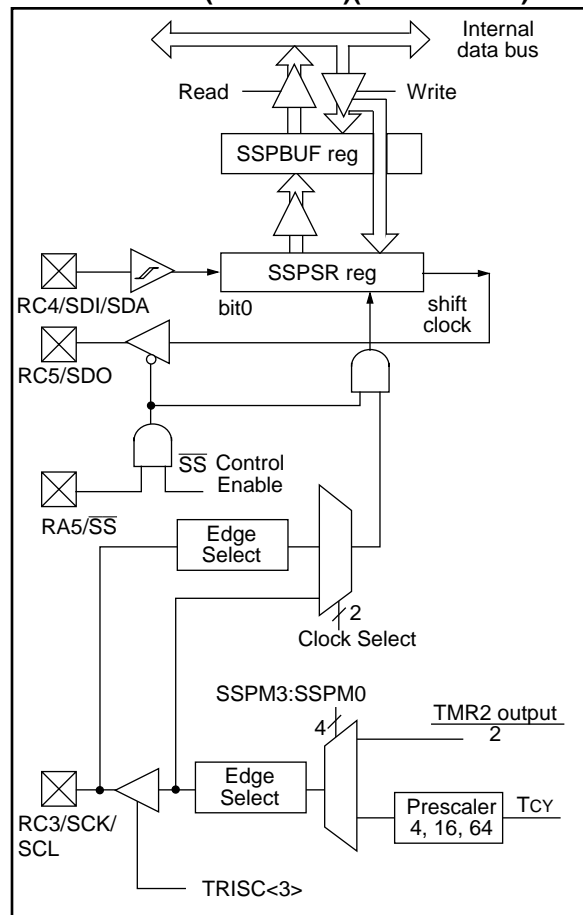 Internal
data bus
Read
Write
SSPBUF reg
SSPSR reg
RC4/SDI/SDA
bit0
shift
clock
RC5/SDO
SS Control
Enable
RA5/SS
Edge
Select
2
Clock Select
SSPM3:SSPM0
4
TMR2 output
2
Edge
Select
Prescaler
4, 16, 64
TCY
RC3/SCK/
SCL
TRISC<3>